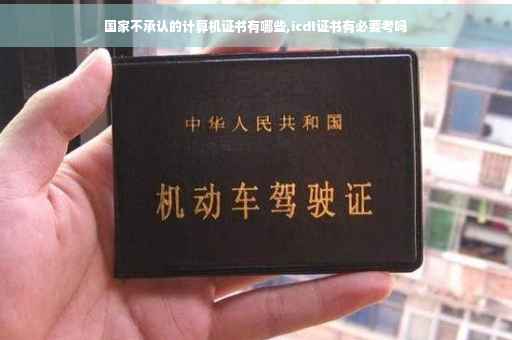 国家不承认的计算机证书有哪些,icdl证书有必要考吗
中华人民共和国
机动车驾驶证